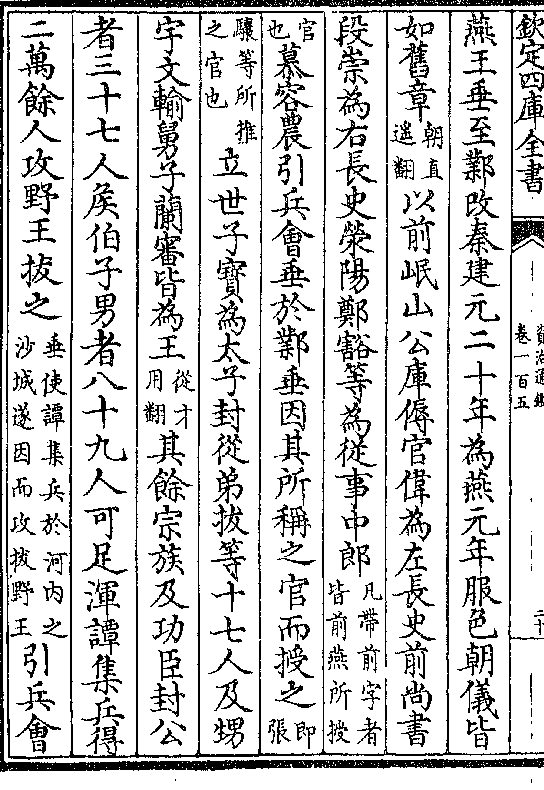 欽定四庫全書
資治通鑑
卷一百五
二十
燕王垂至鄴改秦建元二十年為燕元年服色朝儀皆
如舊章朝直遥翻以前岷山公庫傉官偉為左長史前尚書
段崇為右長史滎陽鄭豁等為從事中郎凡帶前字者皆前燕所授
官也慕容農引兵會垂於鄴垂因其所稱之官而授之即張
驤等所推之官也立世子寶為太子封從弟拔等十七人及甥
宇文輸舅子蘭審皆為王從才用翻其餘宗族及功臣封公
者三十七人矦伯子男者八十九人可足渾譚集兵得
二萬餘人攻野王拔之垂使譚集兵於河内之沙城遂因而攻拔野王引兵會